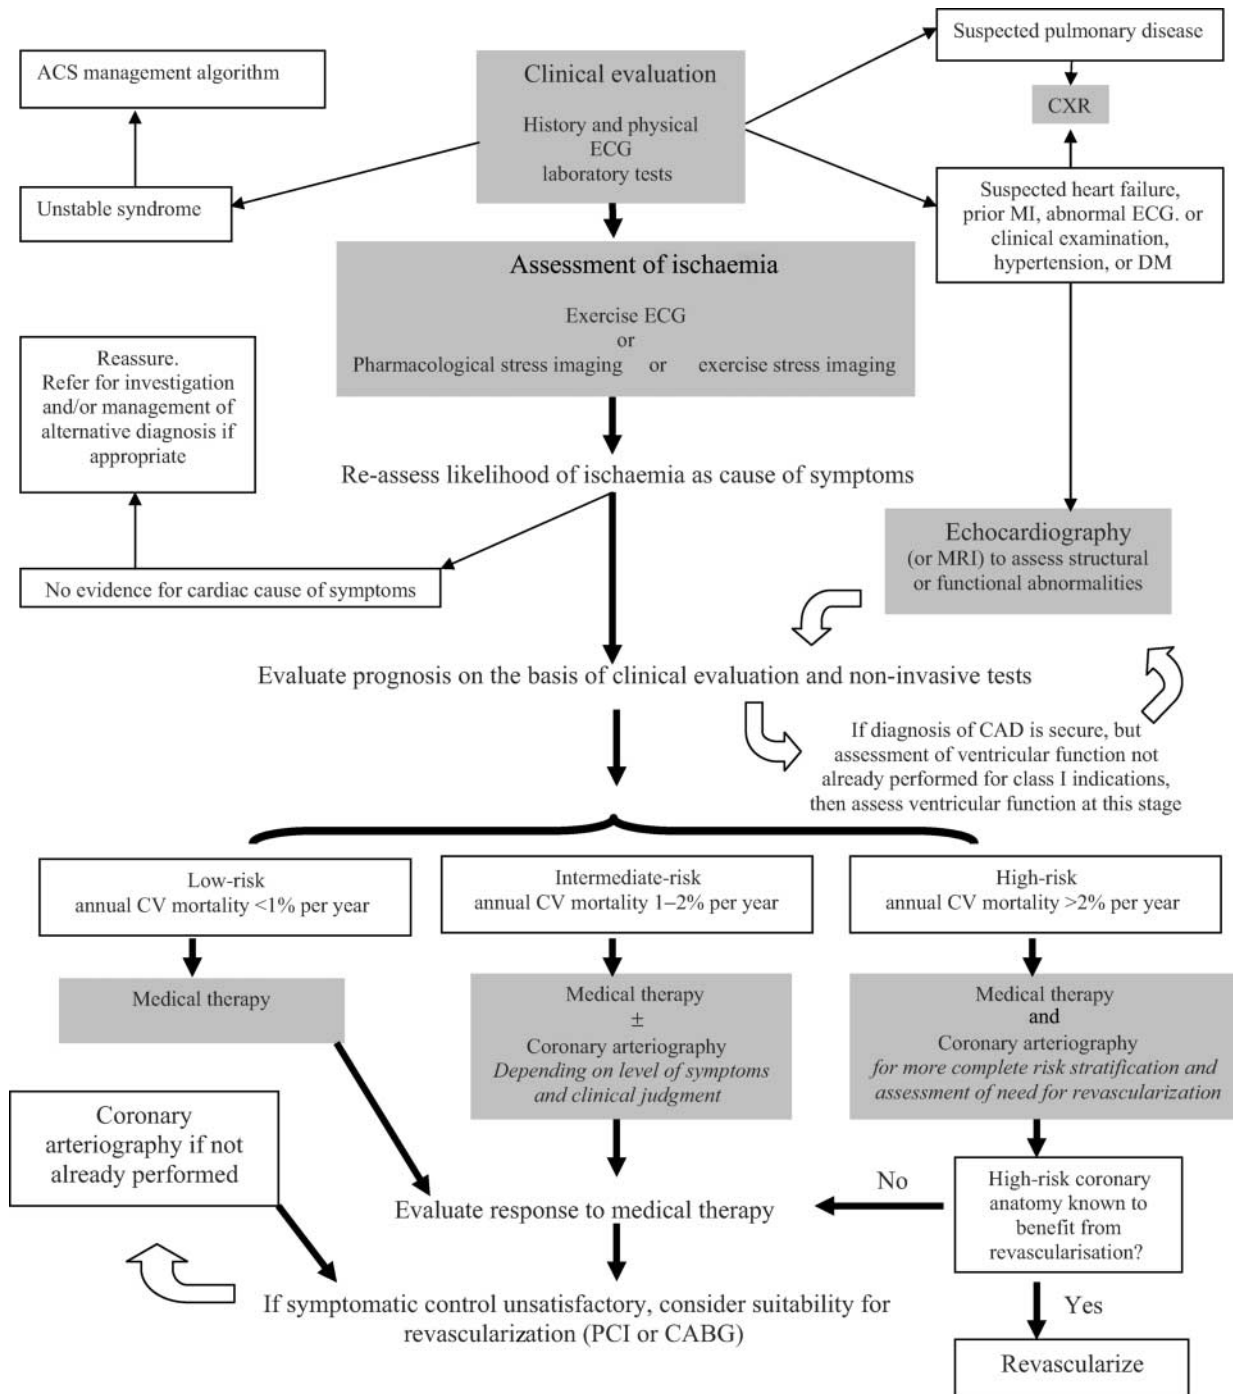 Suspected pulmonary disease
CXR
ACS management algorithm
Clinical evaluation
History and physical
ECG
laboratory tests
Unstable syndrome
Suspected heart failure,
prior MI, abnormal ECG. or
clinical examination,
hypertension, or DM
Assessment of ischaemia
Exercise ECG
or
Pharmacological stress imaging or exercise stress imaging
Reassure.
Refer for investigation
and/or management of
alternative diagnosis if
appropriate
Re-assess likelihood of ischaemia as cause of symptoms
No evidence for cardiac cause of symptoms
Echocardiography
(or MRI) to assess structural
or functional abnormalities
Evaluate prognosis on the basis of clinical evaluation and non-invasive tests
If diagnosis of CAD is secure, but
assessment of ventricular function not
already performed for class I indications,
then assess ventricular function at this stage
Low-risk
annual CV mortality <1% per year
Intermediate-risk
annual CV mortality 1–2% per year
High-risk
annual CV mortality >2% per year
Medical therapy
Medical therapy
±
Coronary arteriography
Depending on level of symptoms
and clinical judgment
Medical therapy
and
Coronary arteriography
for more complete risk stratification and
assessment of need for revascularization
Coronary
arteriography if not
already performed
Evaluate response to medical therapy
No
High-risk coronary
anatomy known to
benefit from
revascularisation?
If symptomatic control unsatisfactory, consider suitability for
revascularization (PCI or CABG)
Yes
Revascularize